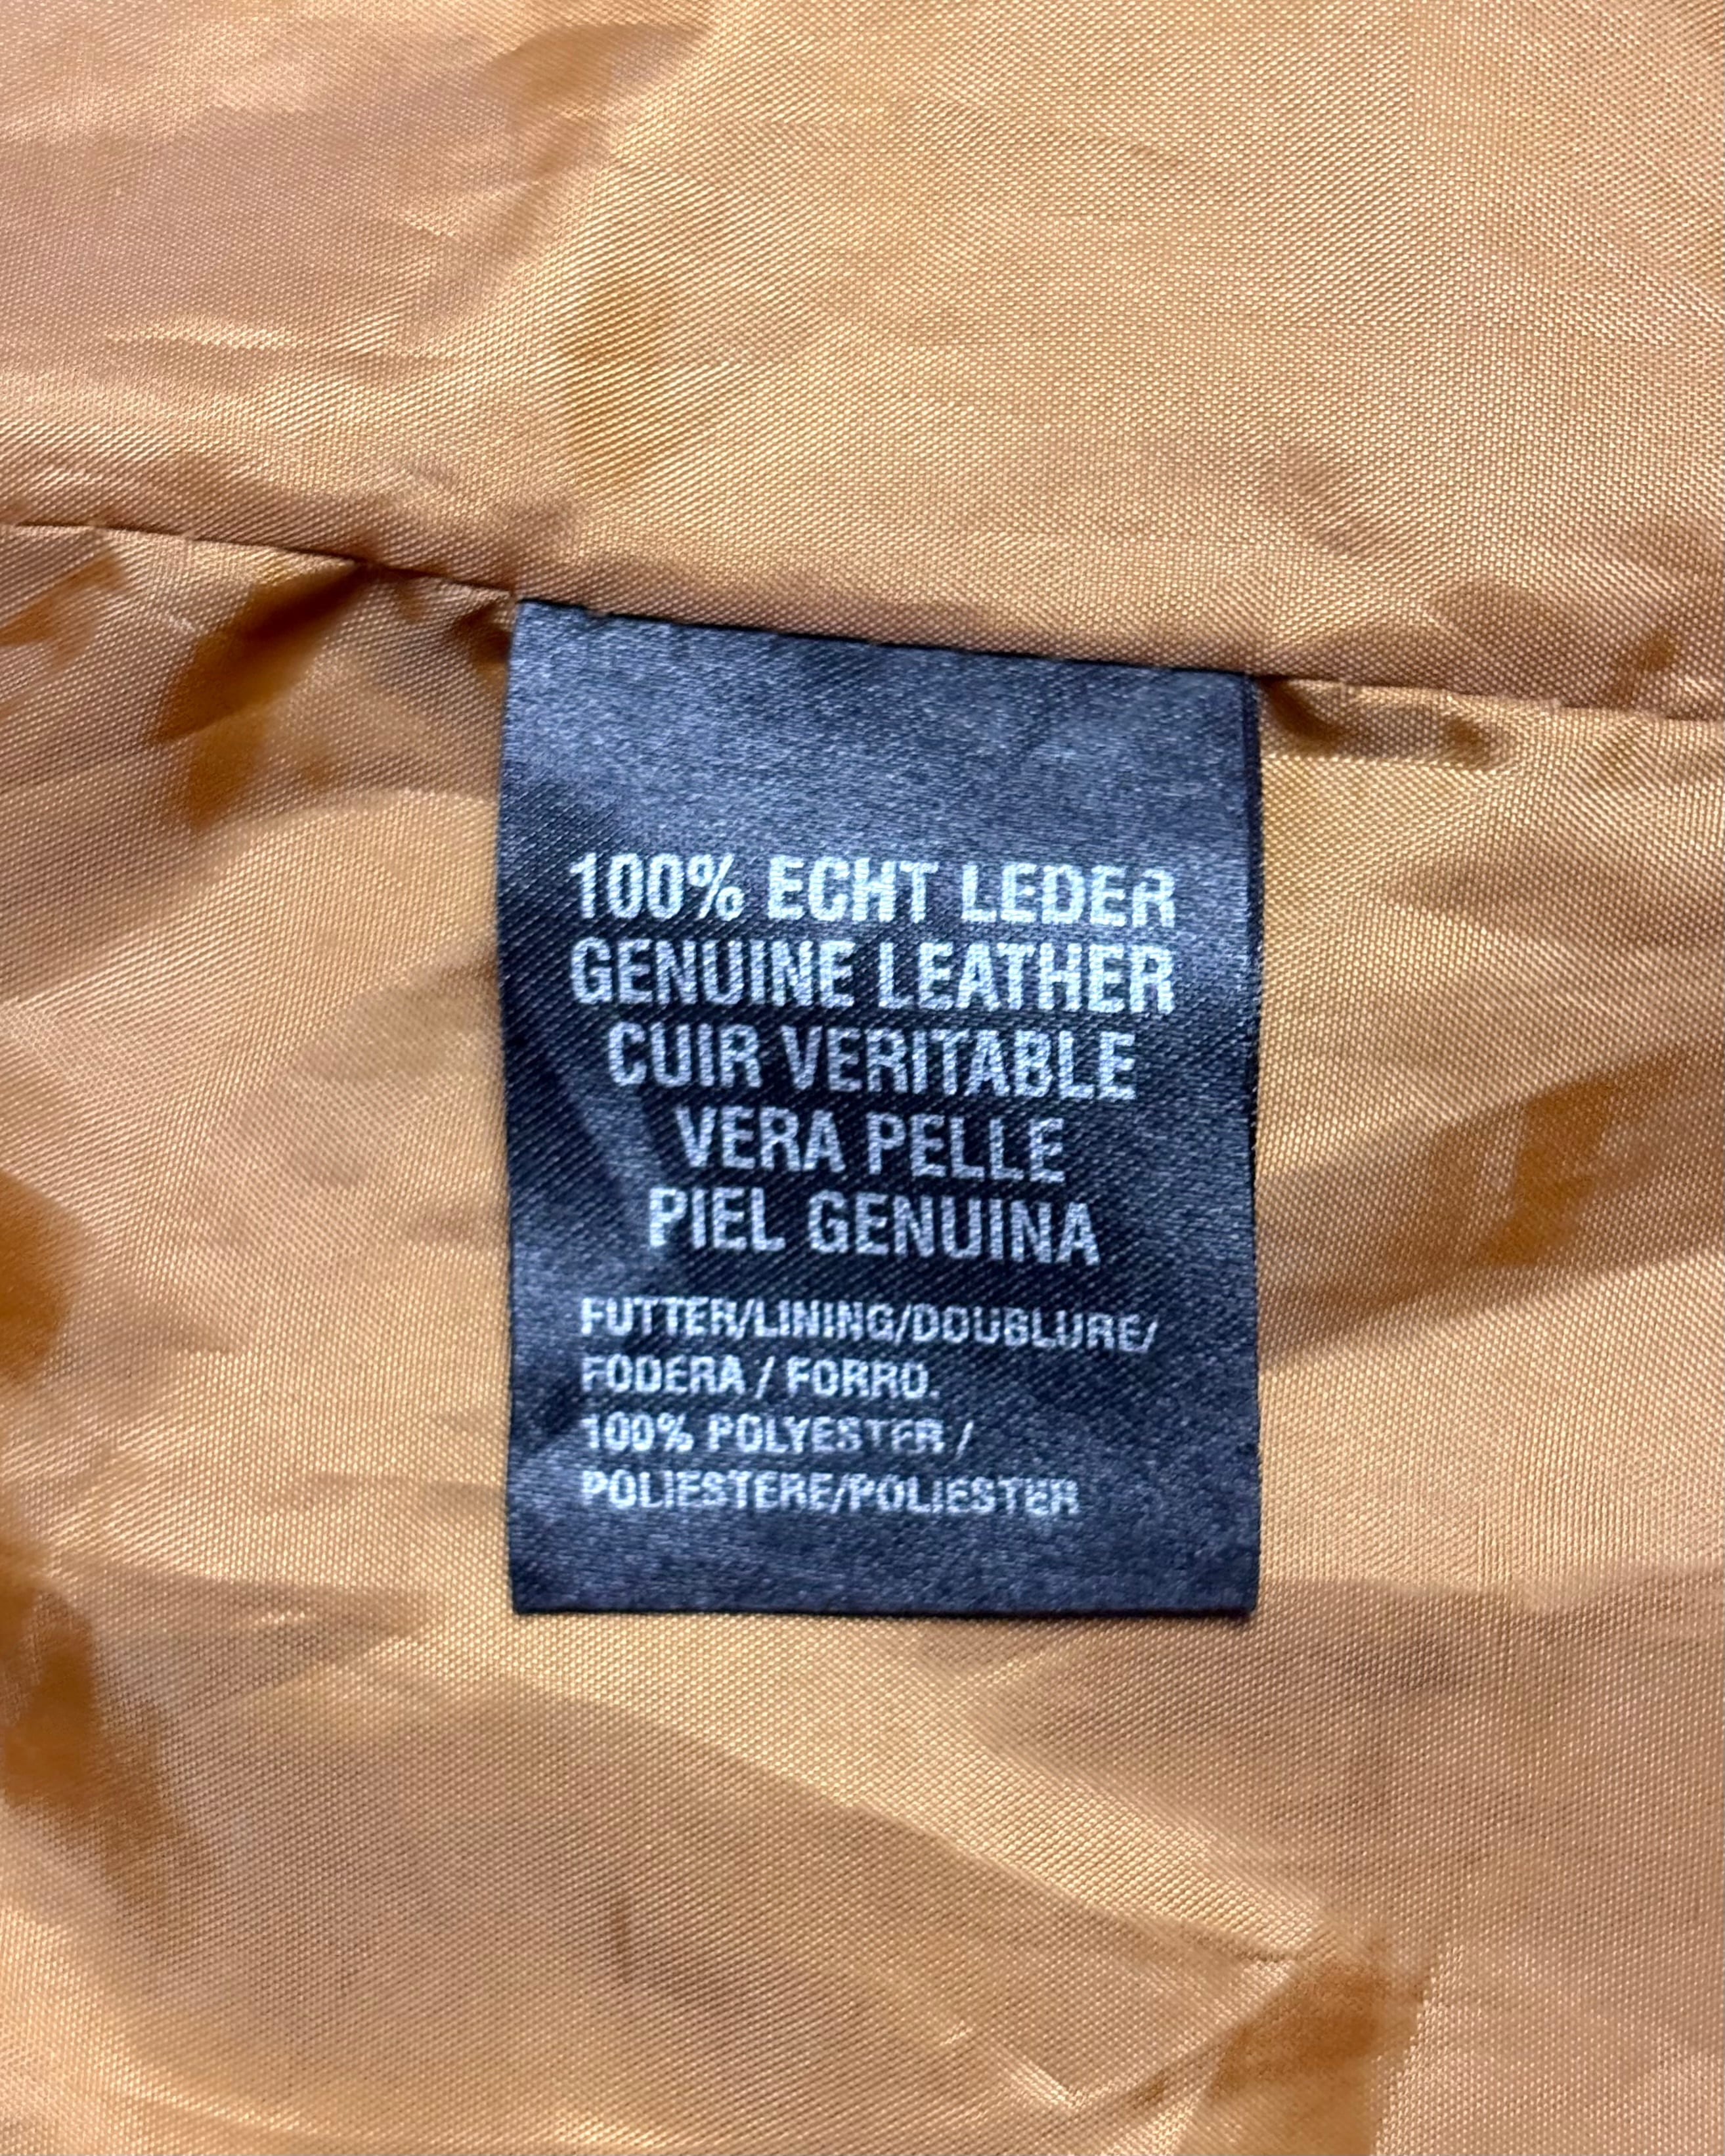 100% ECHT LEDER
GENUINE LEATHER
CUIR VERITABLE
VERA PELLE
PIEL GENUINA
FUTTER/LINING/DOUBLURE/
FODERA / FORRO.
100% POLYESTER /
POLIESTERE/POLIESTER